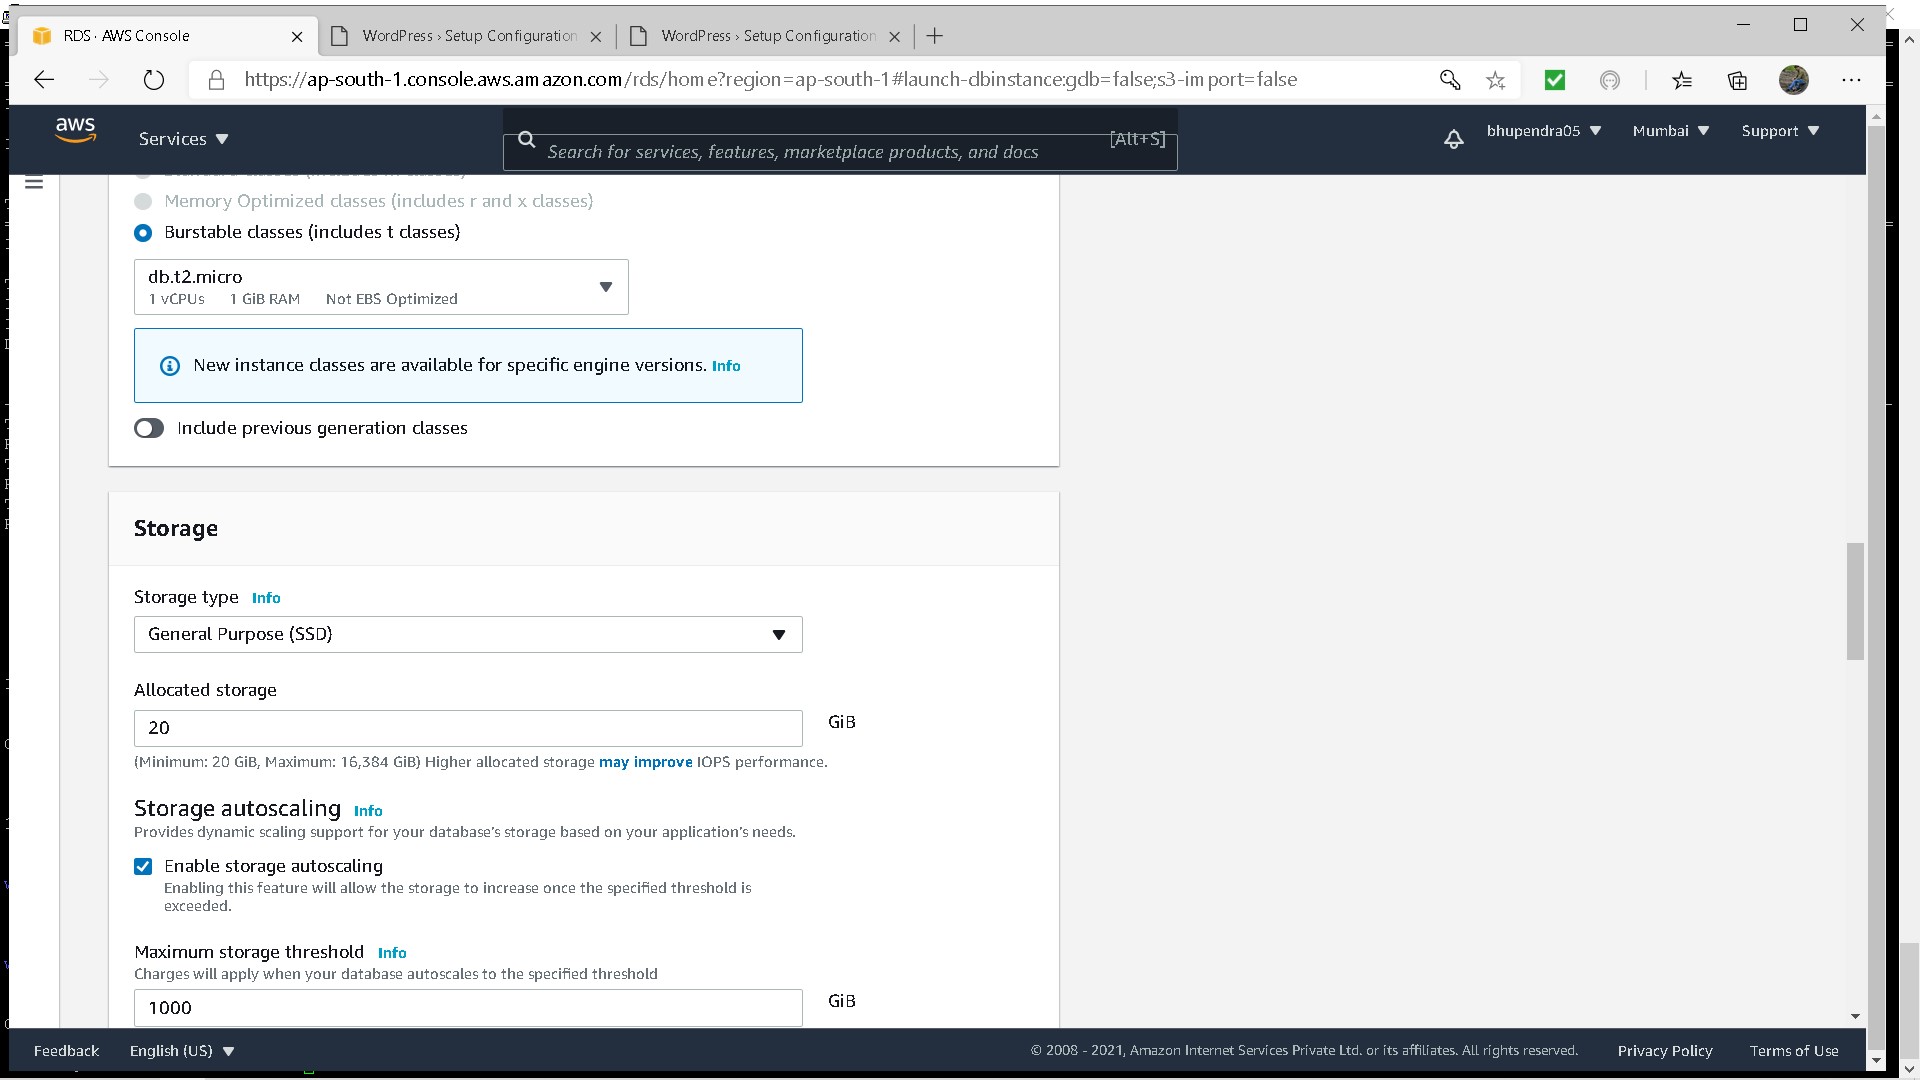 RDS · AWS Console
WordPress › Setup Configuration
WordPress › Setup Configuration
https://ap-south-1.console.aws.amazon.com/rds/home?region=ap-south-1#launch-dbinstance:gdb=false;s3-import=false
aws
Services
Search for services, features, marketplace products, and docs
[Alt+S]
bhupendra05
Mumbai
Support
Memory Optimized classes (includes r and x classes)
Burstable classes (includes t classes)
db.t2.micro
1 vCPUs 1 GiB RAM Not EBS Optimized
New instance classes are available for specific engine versions. Info
Include previous generation classes
Storage
Storage type Info
General Purpose (SSD)
Allocated storage
20
GiB
(Minimum: 20 GiB, Maximum: 16,384 GiB) Higher allocated storage may improve IOPS performance.
Storage autoscaling Info
Provides dynamic scaling support for your database's storage based on your application's needs.
Enable storage autoscaling
Enabling this feature will allow the storage to increase once the specified threshold is
exceeded.
Maximum storage threshold Info
Charges will apply when your database autoscales to the specified threshold
1000
GiB
Feedback
English (US)
© 2008 - 2021, Amazon Internet Services Private Ltd. or its affiliates. All rights reserved.
Privacy Policy
Terms of Use